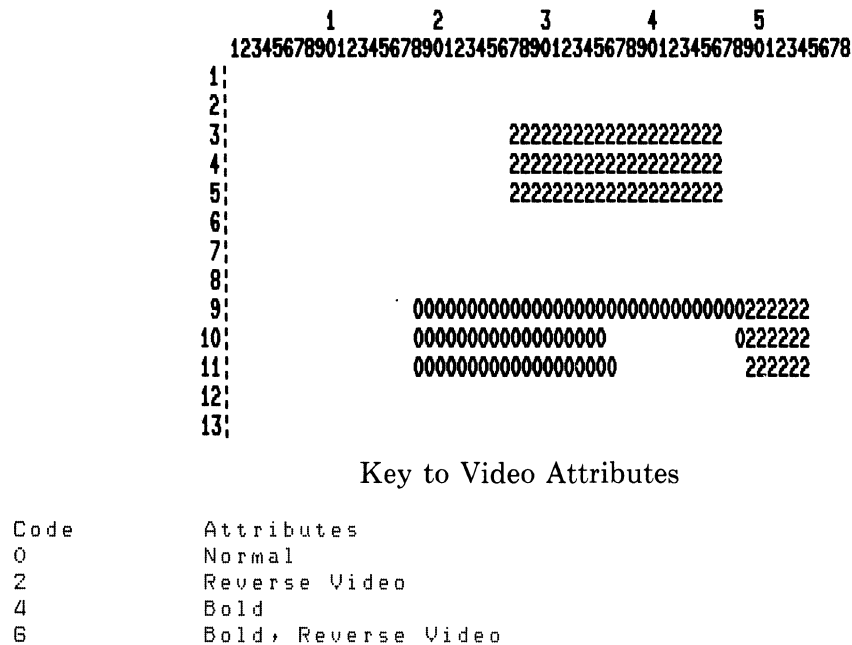 1 2 3 4 5
1234567890123456789012345678901234567890123456789012345678
1¦
2¦
3¦ 22222222222222222222
4¦ 22222222222222222222
5¦ 22222222222222222222
6¦
7¦
8¦
9¦ 0000000000000000000000000000000222222
10¦ 000000000000000000 0222222
11¦ 0000000000000000000 222222
12¦
13¦
Key to Video Attributes
Code Attributes
0 Normal
2 Reverse Video
4 Bold
6 Bold, Reverse Video